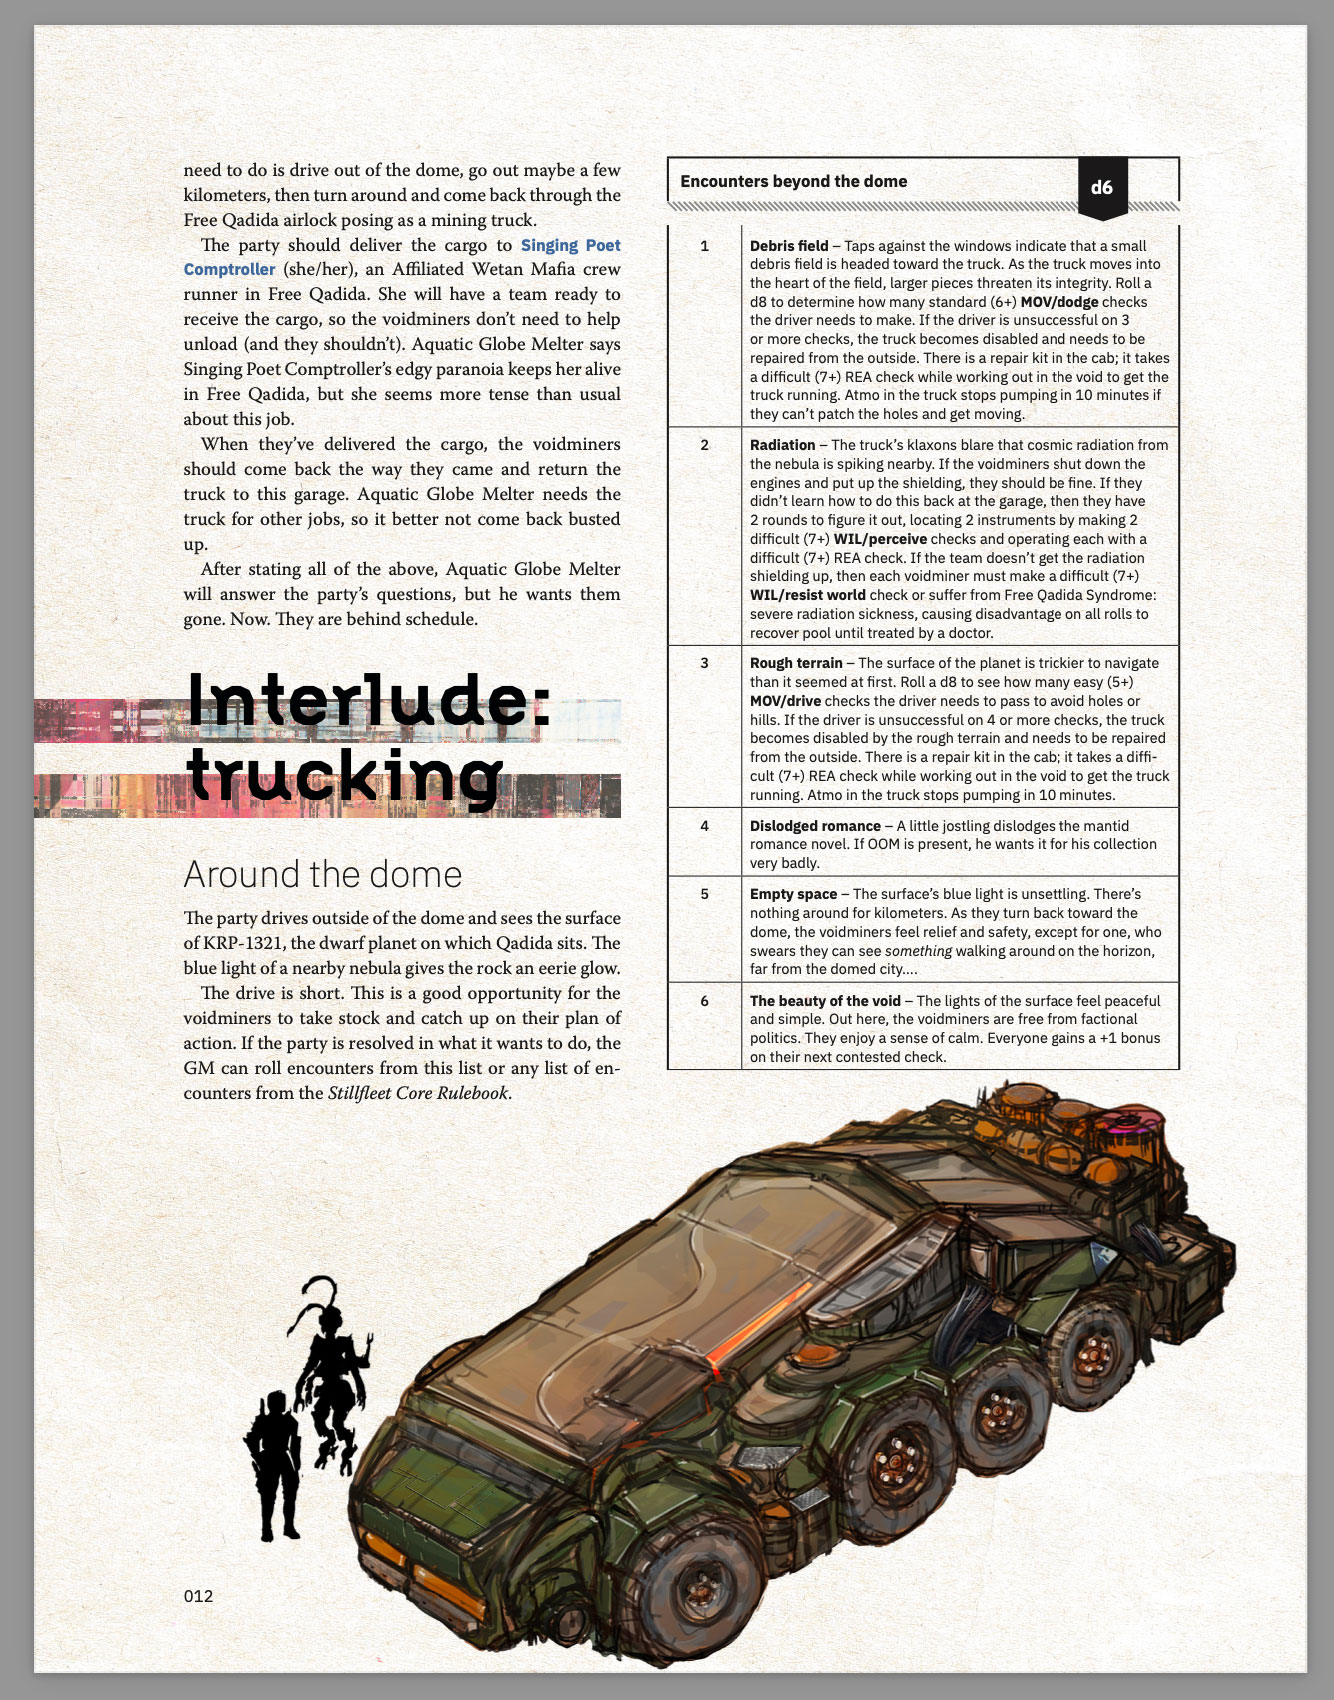 need to do is drive out of the dome, go out maybe a few
kilometers, then turn around and come back through the
Free Qadida airlock posing as a mining truck.
The party should deliver the cargo to Singing Poet
Comptroller (she/her), an Affiliated Wetan Mafia crew
runner in Free Qadida. She will have a team ready to
receive the cargo, so the voidminers don’t need to help
unload (and they shouldn’t). Aquatic Globe Melter says
Singing Poet Comptroller’s edgy paranoia keeps her alive
in Free Qadida, but she seems more tense than usual
about this job.
When they’ve delivered the cargo, the voidminers
should come back the way they came and return the
truck to this garage. Aquatic Globe Melter needs the
truck for other jobs, so it better not come back busted
up.
After stating all of the above, Aquatic Globe Melter
will answer the party’s questions, but he wants them
gone. Now. They are behind schedule.
Interlude:
trucking
Around the dome
The party drives outside of the dome and sees the surface
of KRP-1321, the dwarf planet on which Qadida sits. The
blue light of a nearby nebula gives the rock an eerie glow.
The drive is short. This is a good opportunity for the
voidminers to take stock and catch up on their plan of
action. If the party is resolved in what it wants to do, the
GM can roll encounters from this list or any list of en-
counters from the Stillfleet Core Rulebook.
Encounters beyond the dome d6
1 Debris field – Taps against the windows indicate that a small
debris field is headed toward the truck. As the truck moves into
the heart of the field, larger pieces threaten its integrity. Roll a
d8 to determine how many standard (6+) MOV/dodge checks
the driver needs to make. If the driver is unsuccessful on 3
or more checks, the truck becomes disabled and needs to be
repaired from the outside. There is a repair kit in the cab; it takes
a difficult (7+) REA check while working out in the void to get the
truck running. Atmo in the truck stops pumping in 10 minutes if
they can’t patch the holes and get moving.
2 Radiation – The truck’s klaxons blare that cosmic radiation from
the nebula is spiking nearby. If the voidminers shut down the
engines and put up the shielding, they should be fine. If they
didn’t learn how to do this back at the garage, then they have
2 rounds to figure it out, locating 2 instruments by making 2
difficult (7+) WIL/perceive checks and operating each with a
difficult (7+) REA check. If the team doesn’t get the radiation
shielding up, then each voidminer must make a difficult (7+)
WIL/resist world check or suffer from Free Qadida Syndrome:
severe radiation sickness, causing disadvantage on all rolls to
recover pool until treated by a doctor.
3 Rough terrain – The surface of the planet is trickier to navigate
than it seemed at first. Roll a d8 to see how many easy (5+)
MOV/drive checks the driver needs to pass to avoid holes or
hills. If the driver is unsuccessful on 4 or more checks, the truck
becomes disabled by the rough terrain and needs to be repaired
from the outside. There is a repair kit in the cab; it takes a diffi-
cult (7+) REA check while working out in the void to get the truck
running. Atmo in the truck stops pumping in 10 minutes.
4 Dislodged romance – A little jostling dislodges the mantid
romance novel. If OOM is present, he wants it for his collection
very badly.
5 Empty space – The surface’s blue light is unsettling. There’s
nothing around for kilometers. As they turn back toward the
dome, the voidminers feel relief and safety, except for one, who
swears they can see something walking around on the horizon,
far from the domed city....
6 The beauty of the void – The lights of the surface feel peaceful
and simple. Out here, the voidminers are free from factional
politics. They enjoy a sense of calm. Everyone gains a +1 bonus
on their next contested check.
012